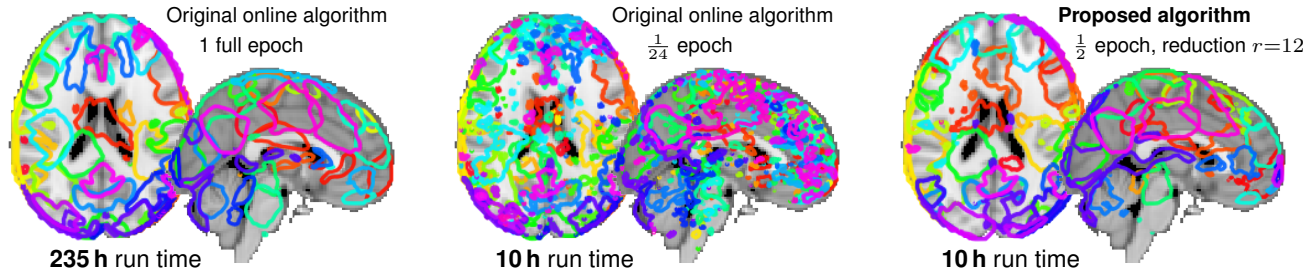 Original online algorithm
1 full epoch
235 h run time
Original online algorithm
1/24 epoch
10 h run time
Proposed algorithm
1/2 epoch, reduction r=12
10 h run time